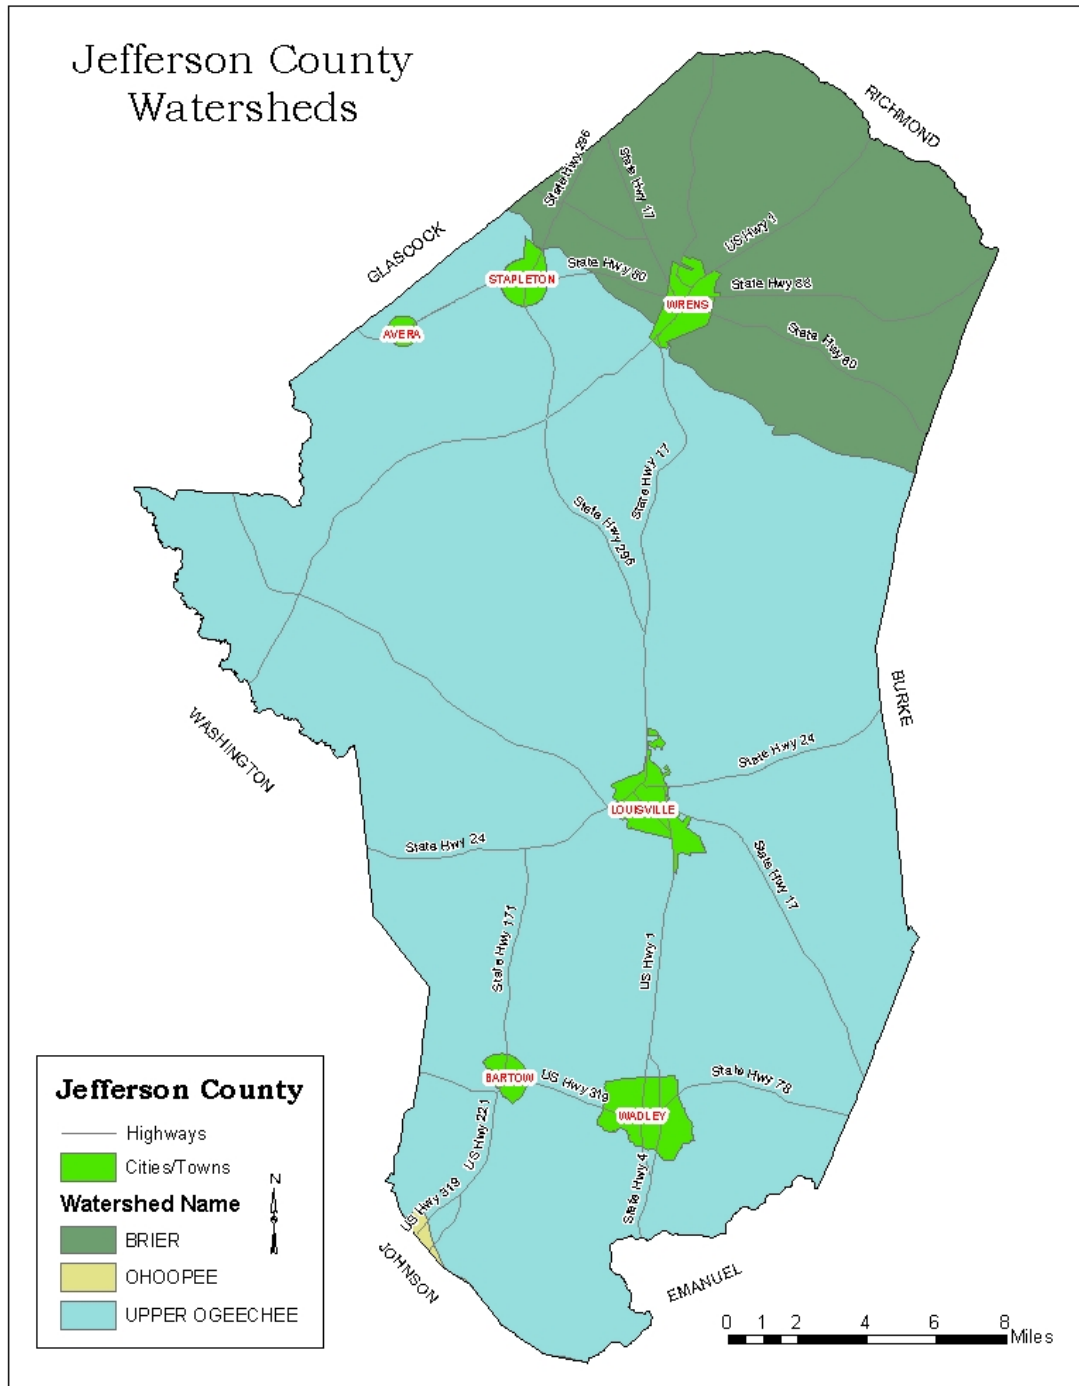 Jefferson County
Watersheds
RICHMOND
State Hwy 296
State Hwy 17
US Hwy 1
GLASCOCK
State Hwy 80
STAPLETON
State Hwy 88
WRENS
AVERA
State Hwy 80
State Hwy 17
State Hwy 296
BURKE
WASHINGTON
State Hwy 24
LOUISVILLE
State Hwy 24
State Hwy 17
State Hwy 171
US Hwy 1
BARTOW
US Hwy 319
State Hwy 78
WADLEY
US Hwy 221
State Hwy 4
US Hwy 319
JOHNSON
EMANUEL
Jefferson County
Highways
Cities/Towns
N
Watershed Name
BRIER
OHOOPEE
UPPER OGEECHEE
0 1 2 4 6 8
Miles